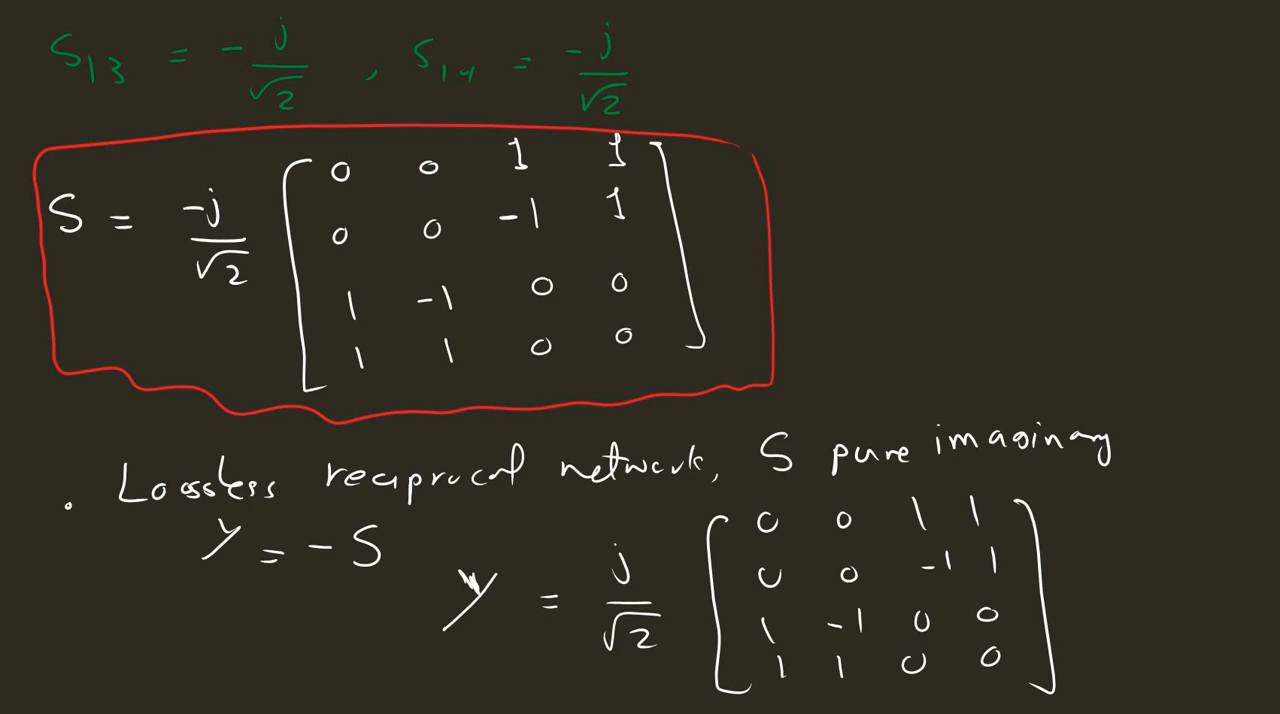 S₁₃ = -j/√2 , S₁₄ = -j/√2
S = -j/√2 [
0 0 1 1
0 0 -1 1
1 -1 0 0
1 1 0 0
]
. Lossless reciprocal network, S pure imaginary
y = -S
y = j/√2 [
0 0 1 1
0 0 -1 1
1 -1 0 0
1 1 0 0
]